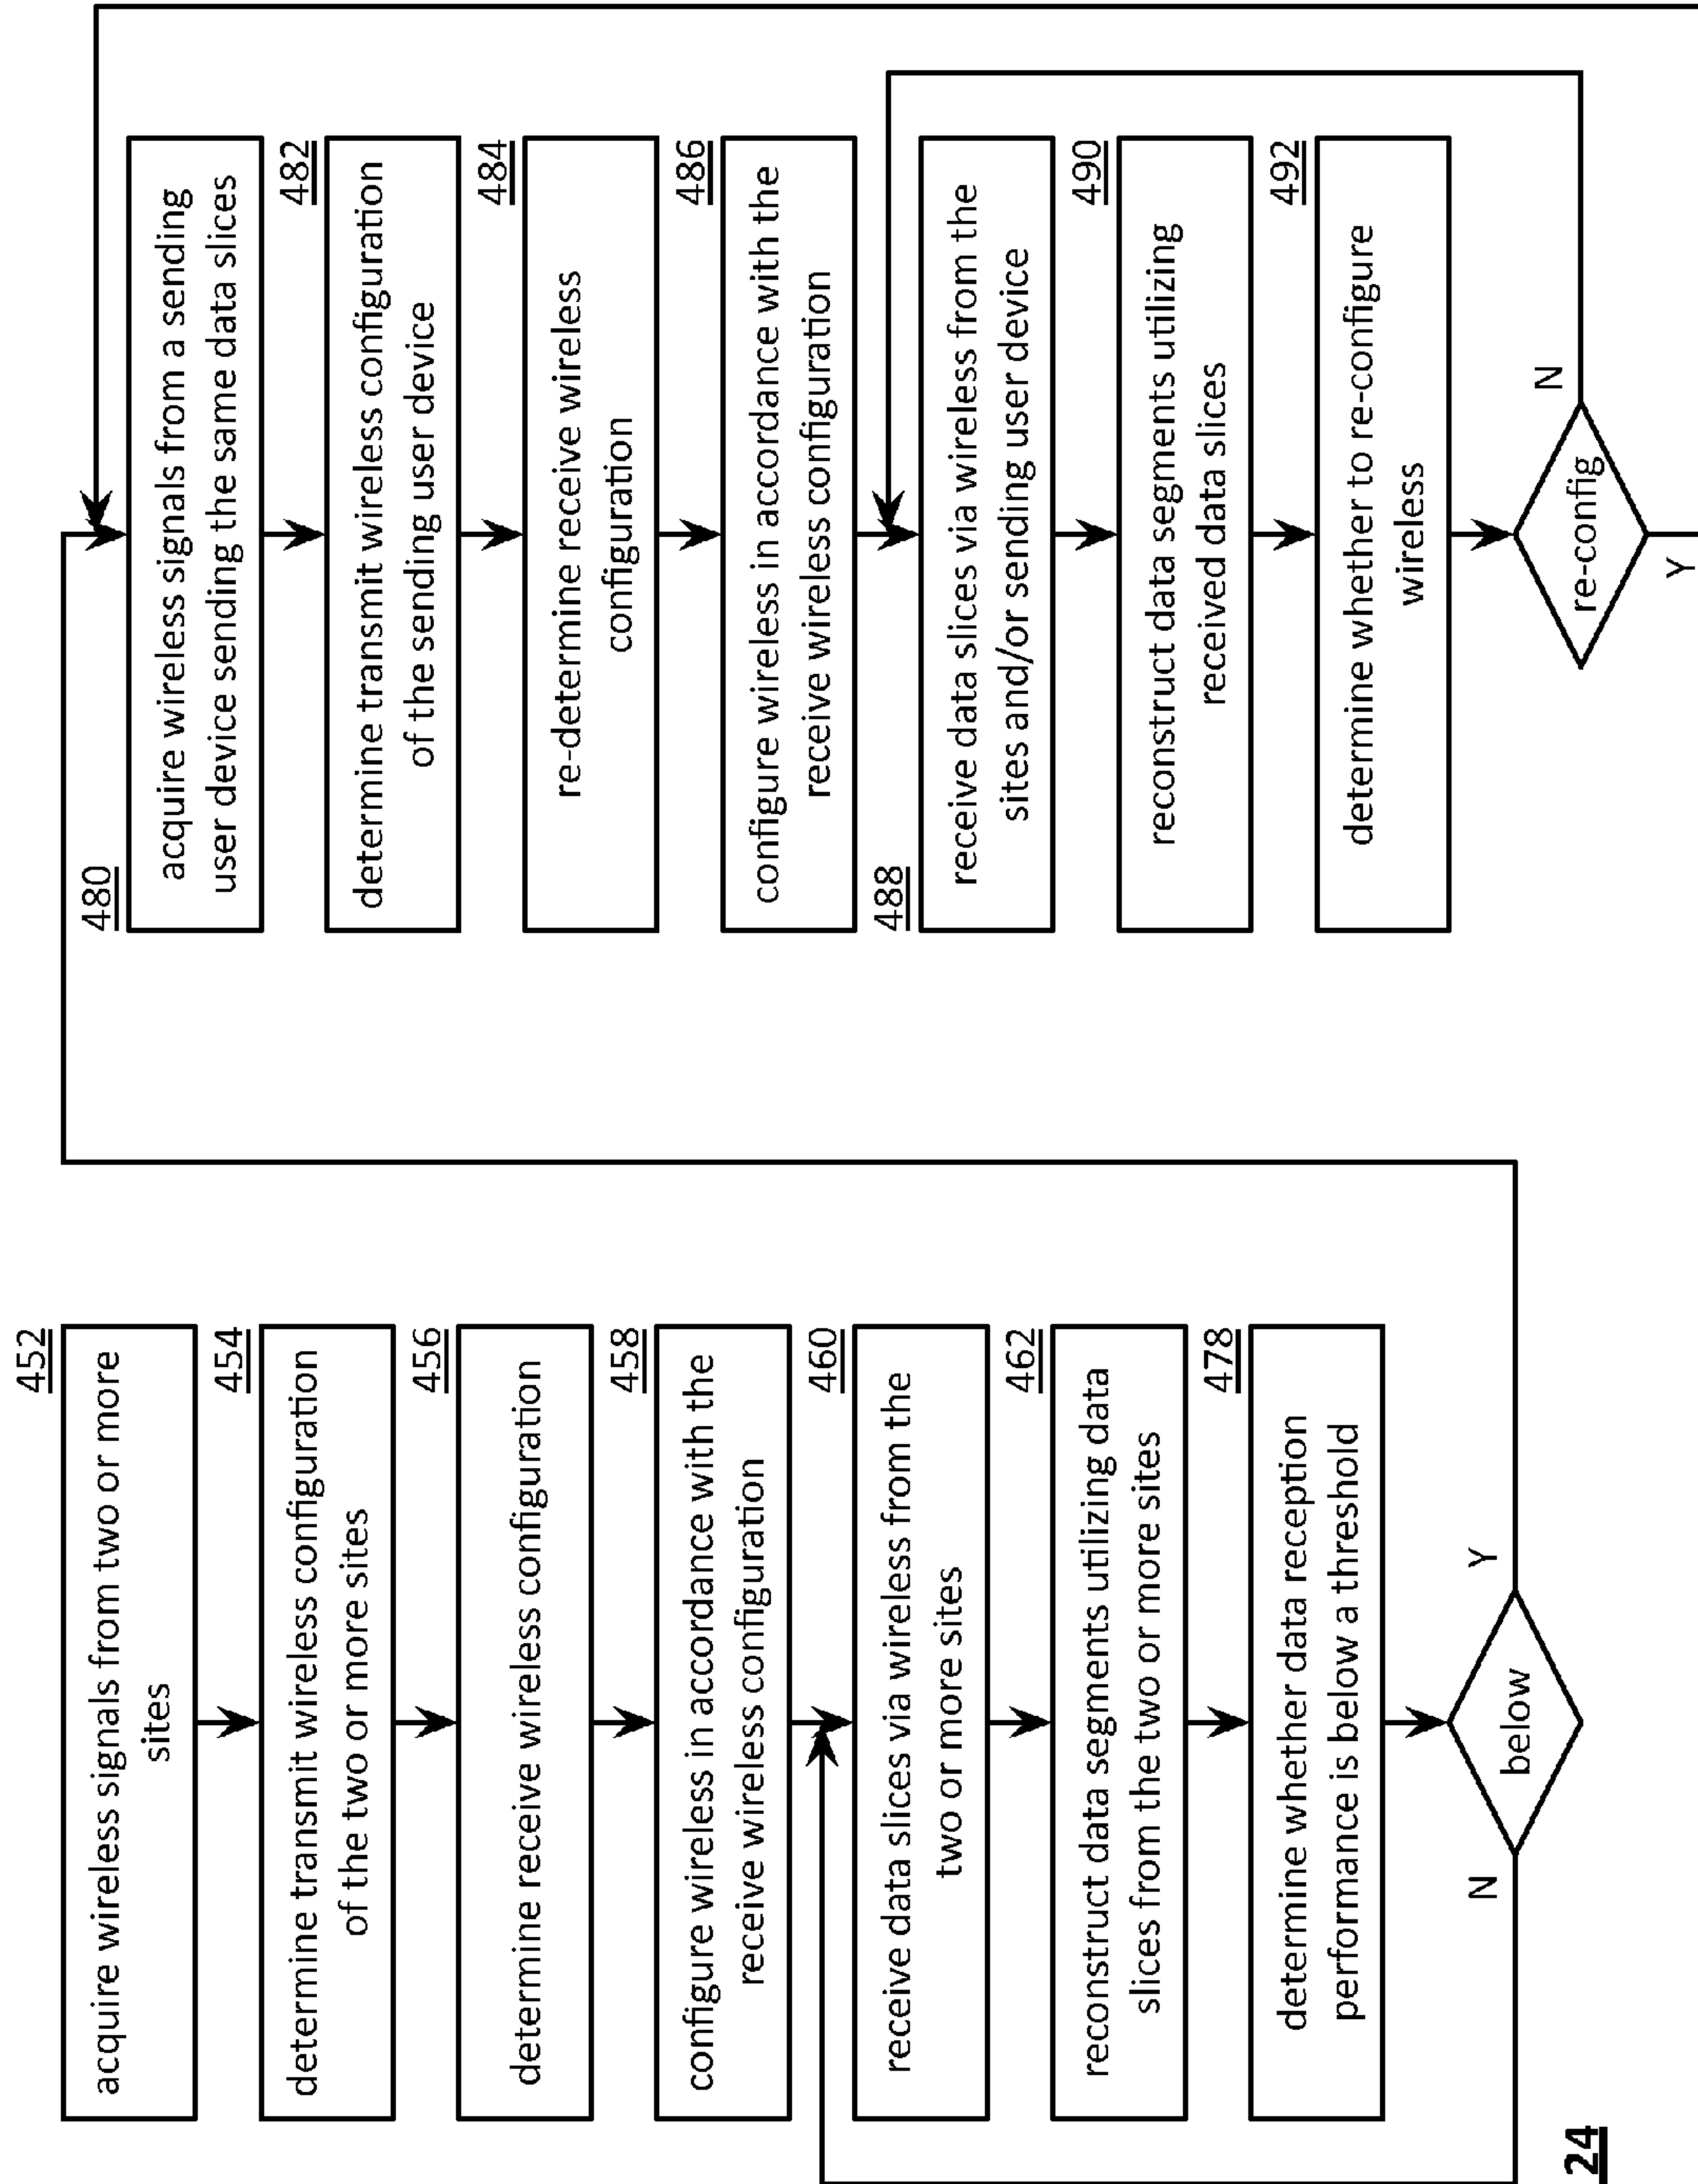 452
acquire wireless signals from two or more
sites
454
determine transmit wireless configuration
of the two or more sites
456
determine receive wireless configuration
458
configure wireless in accordance with the
receive wireless configuration
460
receive data slices via wireless from the
two or more sites
462
reconstruct data segments utilizing data
slices from the two or more sites
478
determine whether data reception
performance is below a threshold
below
N
Y
24
480
acquire wireless signals from a sending
user device sending the same data slices
482
determine transmit wireless configuration
of the sending user device
484
re-determine receive wireless
configuration
486
configure wireless in accordance with the
receive wireless configuration
488
receive data slices via wireless from the
sites and/or sending user device
490
reconstruct data segments utilizing
received data slices
492
determine whether to re-configure
wireless
re-config
N
Y